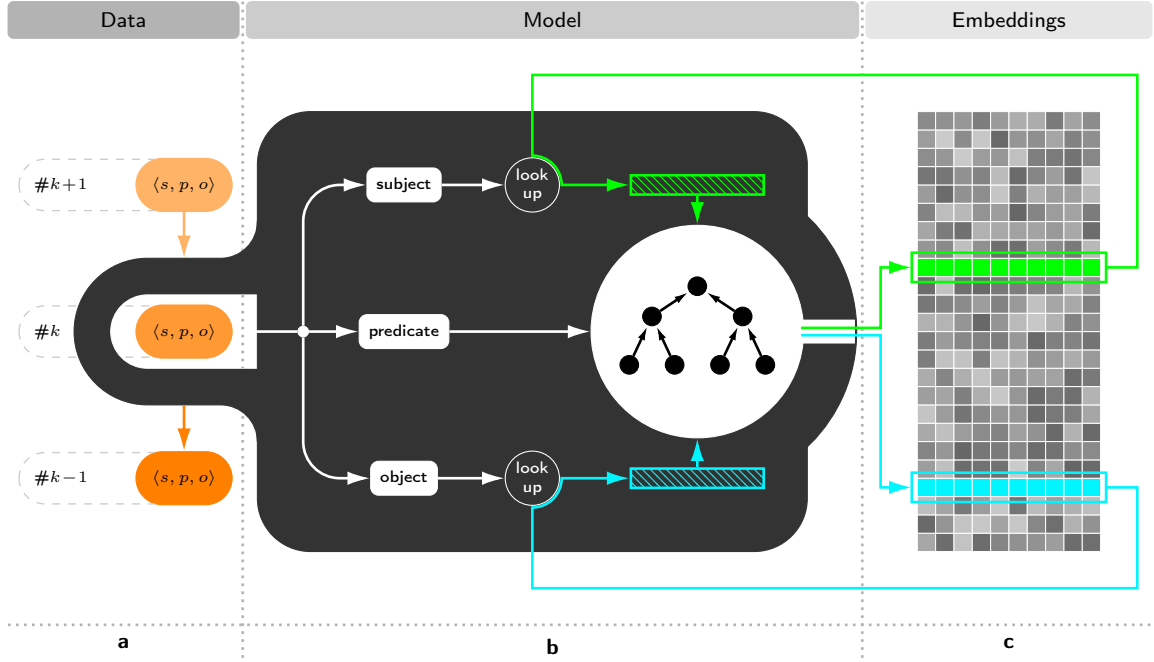 Data
Model
Embeddings
#k+1
⟨s, p, o⟩
subject
look
up
#k
⟨s, p, o⟩
predicate
#k−1
⟨s, p, o⟩
object
look
up
a
b
c